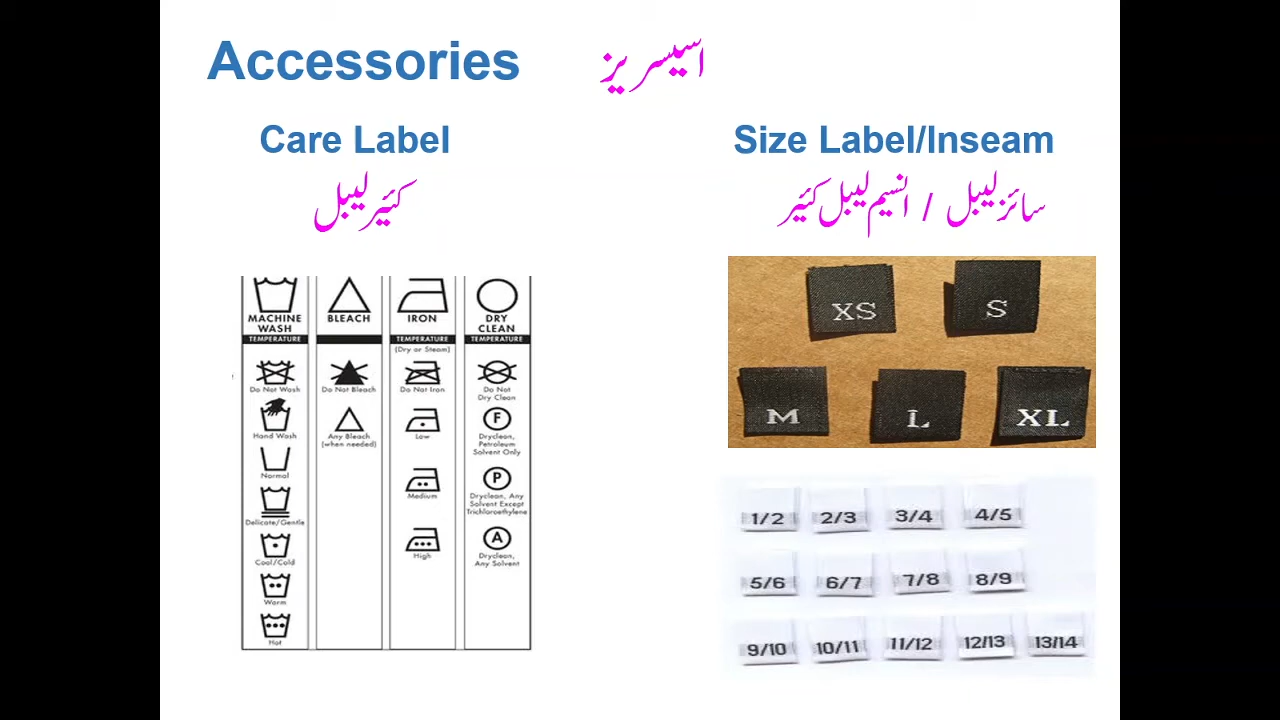 Accessories اسیسریز
Care Label
کئیر لیبل
MACHINE WASH
TEMPERATURE
Do Not Wash
Hand Wash
Normal
Delicate/Gentle
Cool/Cold
Warm
Hot
BLEACH
Do Not Bleach
Any Bleach
(when needed)
IRON
TEMPERATURE
(Dry or Steam)
Do Not Iron
Low
Medium
High
DRY
CLEAN
TEMPERATURE
Do Not
Dry Clean
F
Dryclean,
Petroleum
Solvent Only
P
Dryclean, Any
Solvent Except
Trichloroethylene
A
Dryclean,
Any Solvent
Size Label/Inseam
سائز لیبل / انسیم لیبل کئیر
XS S
M L XL
1/2 2/3 3/4 4/5
5/6 6/7 7/8 8/9
9/10 10/11 11/12 12/13 13/14